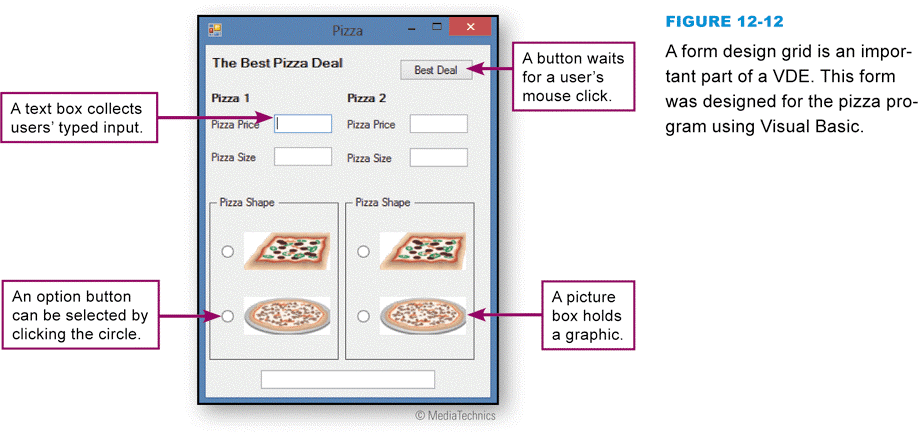 FIGURE 12-12
A form design grid is an impor-
tant part of a VDE. This form
was designed for the pizza pro-
gram using Visual Basic.
Pizza
The Best Pizza Deal
Best Deal
A button waits
for a user's
mouse click.
Pizza 1
Pizza 2
A text box collects
users' typed input.
Pizza Price
Pizza Price
Pizza Size
Pizza Size
Pizza Shape
Pizza Shape
An option button
can be selected by
clicking the circle.
A picture
box holds
a graphic.
© MediaTechnics